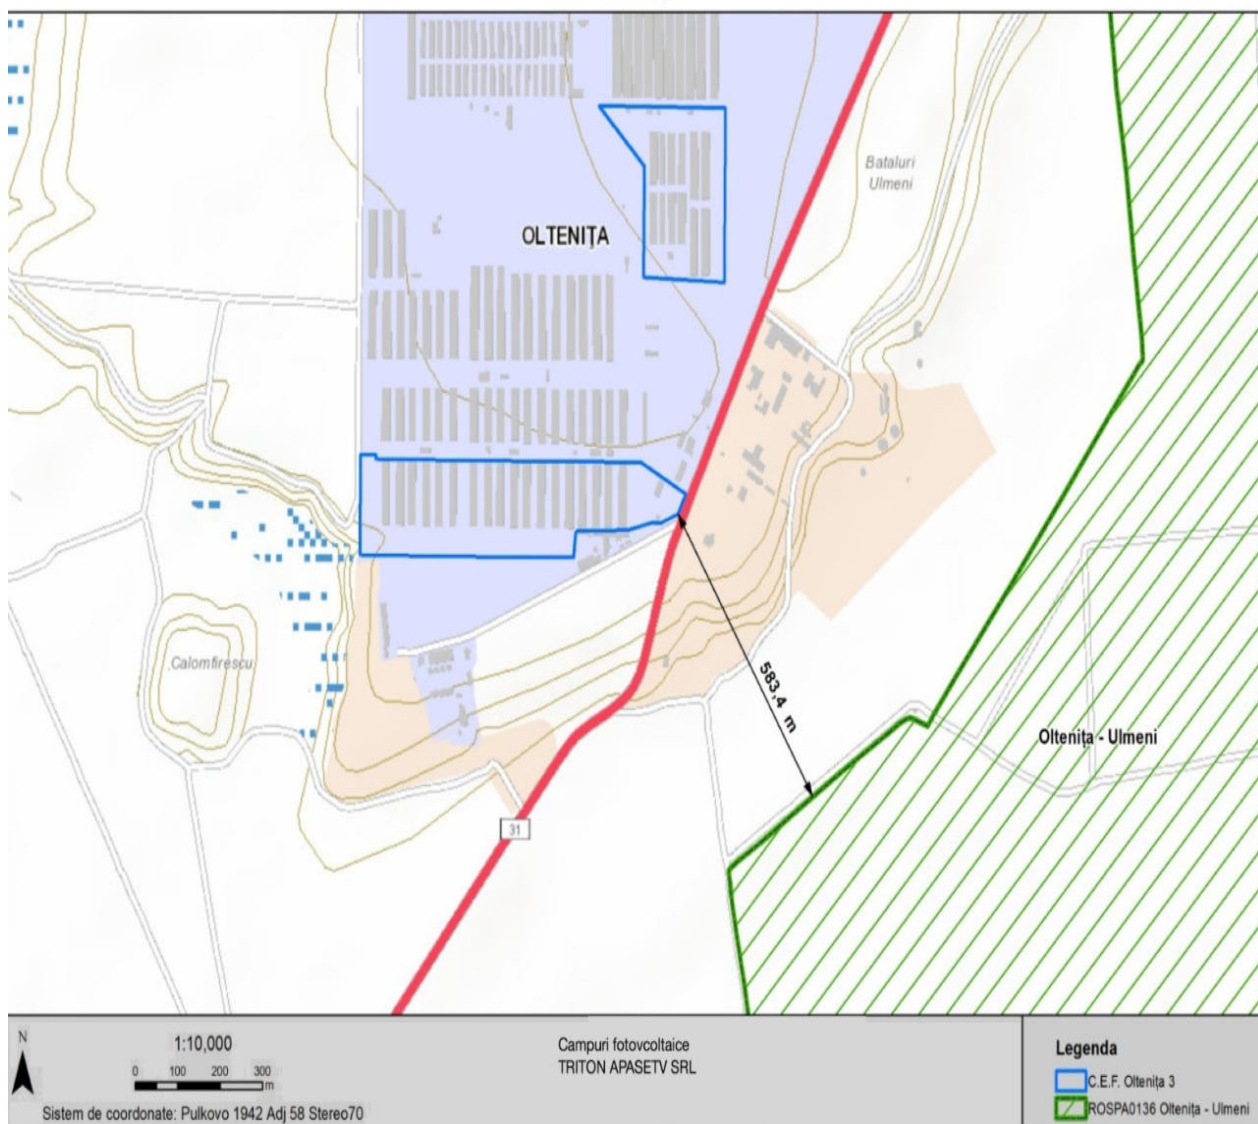 Bataluri
Ulmeni
OLTENIȚA
Calomfirescu
583,4 m
Oltenița - Ulmeni
31
N
1:10,000
0 100 200 300
m
Sistem de coordonate: Pulkovo 1942 Adj 58 Stereo70
Campuri fotovoltaice
TRITON APASETV SRL
Legenda
C.E.F. Oltenița 3
ROSPA0136 Oltenița - Ulmeni